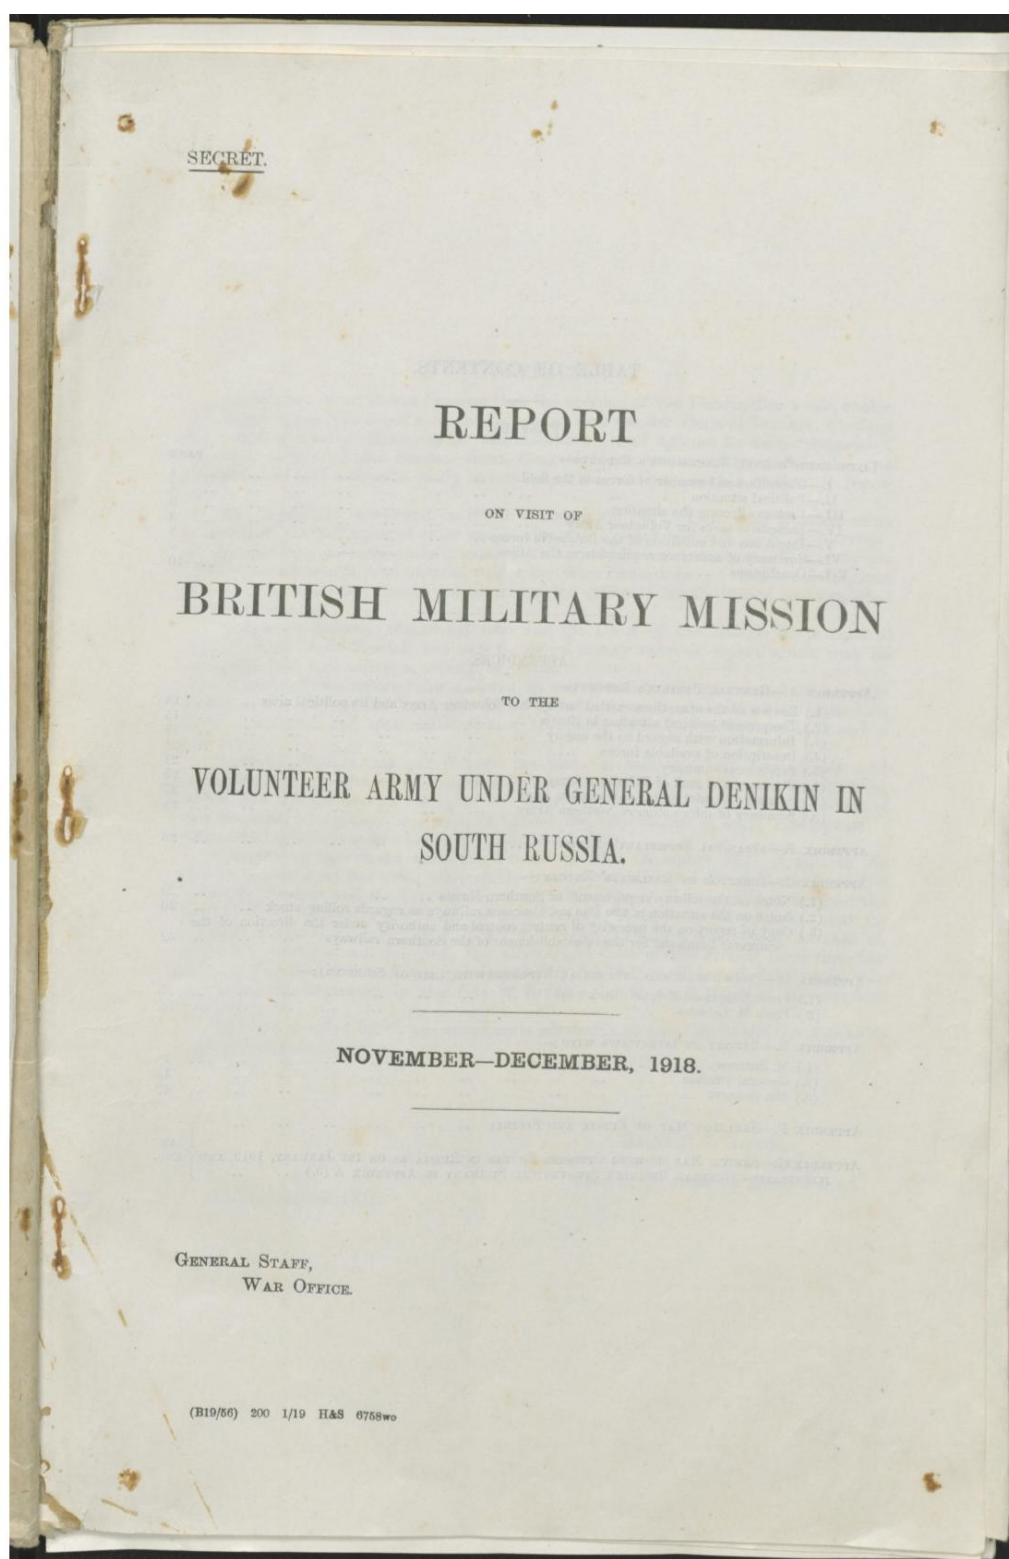 SECRET.
REPORT
ON VISIT OF
BRITISH MILITARY MISSION
TO THE
VOLUNTEER ARMY UNDER GENERAL DENIKIN IN
SOUTH RUSSIA.
NOVEMBER—DECEMBER, 1918.
GENERAL STAFF,
WAR OFFICE.
(B19/56) 200 1/19 H&S 6758wo